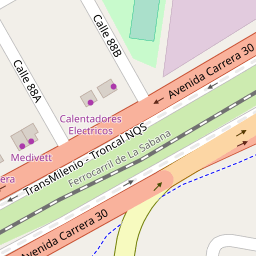 Calle 88B
Calle 88A
Avenida Carrera 30
Calentadores
Electricos
Medivett
era
TransMilenio - Troncal NQS
Ferrocarril de La Sabana
Avenida Carrera 30